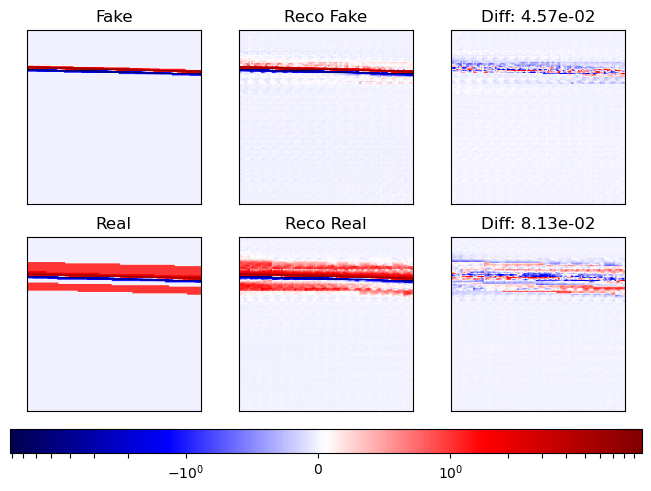 Fake
Reco Fake
Diff: 4.57e-02
Real
Reco Real
Diff: 8.13e-02
−10⁰
0
10⁰